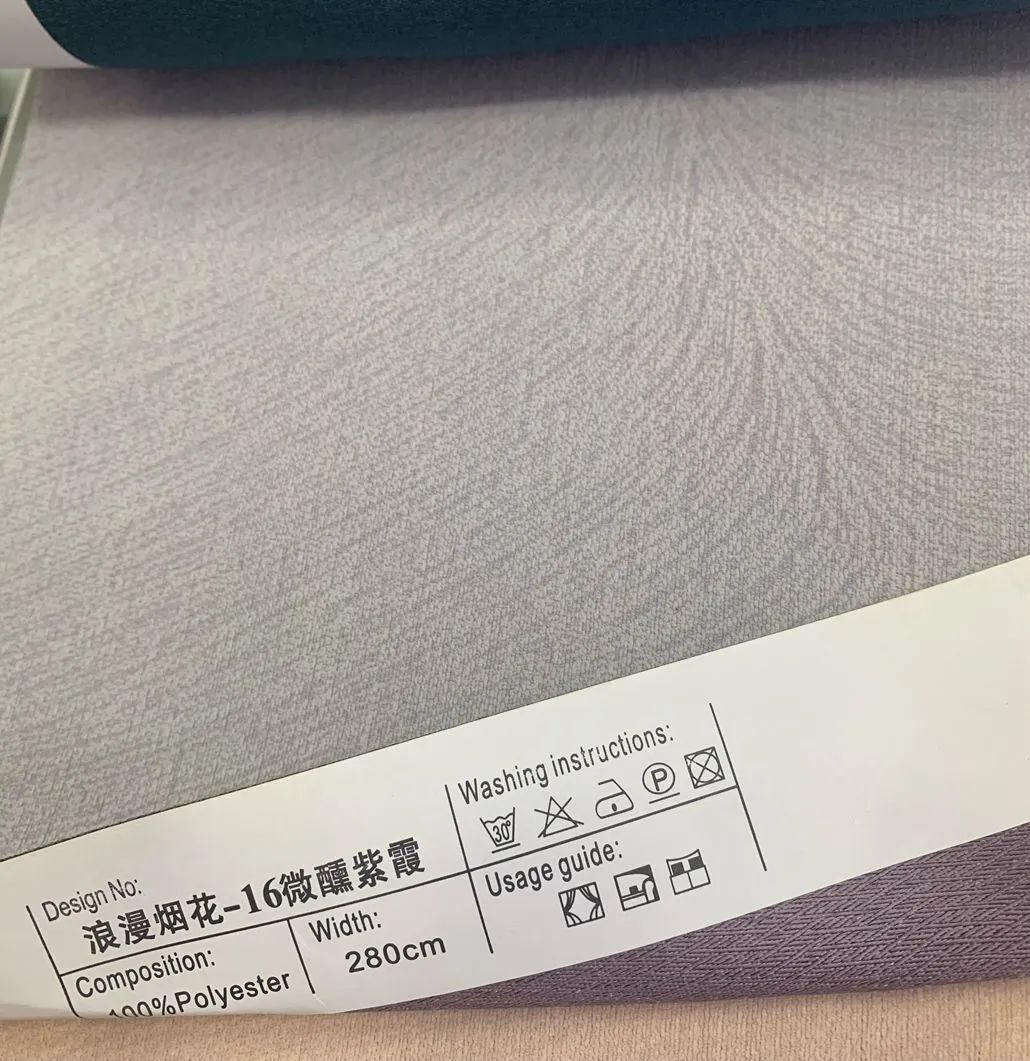 Design No:
浪漫烟花-16微醺紫霞
Composition:
100%Polyester
Width:
280cm
Washing instructions:
30°
P
Usage guide: